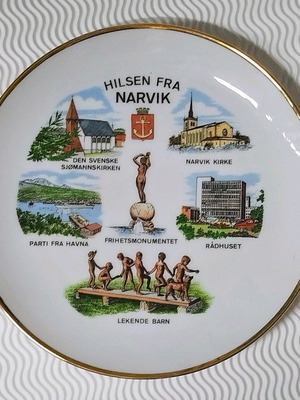 HILSEN FRA
NARVIK
DEN SVENSKE
SJØMANNSKIRKEN
NARVIK KIRKE
PARTI FRA HAVNA
FRIHETSMONUMENTET
RÅDHUSET
LEKENDE BARN